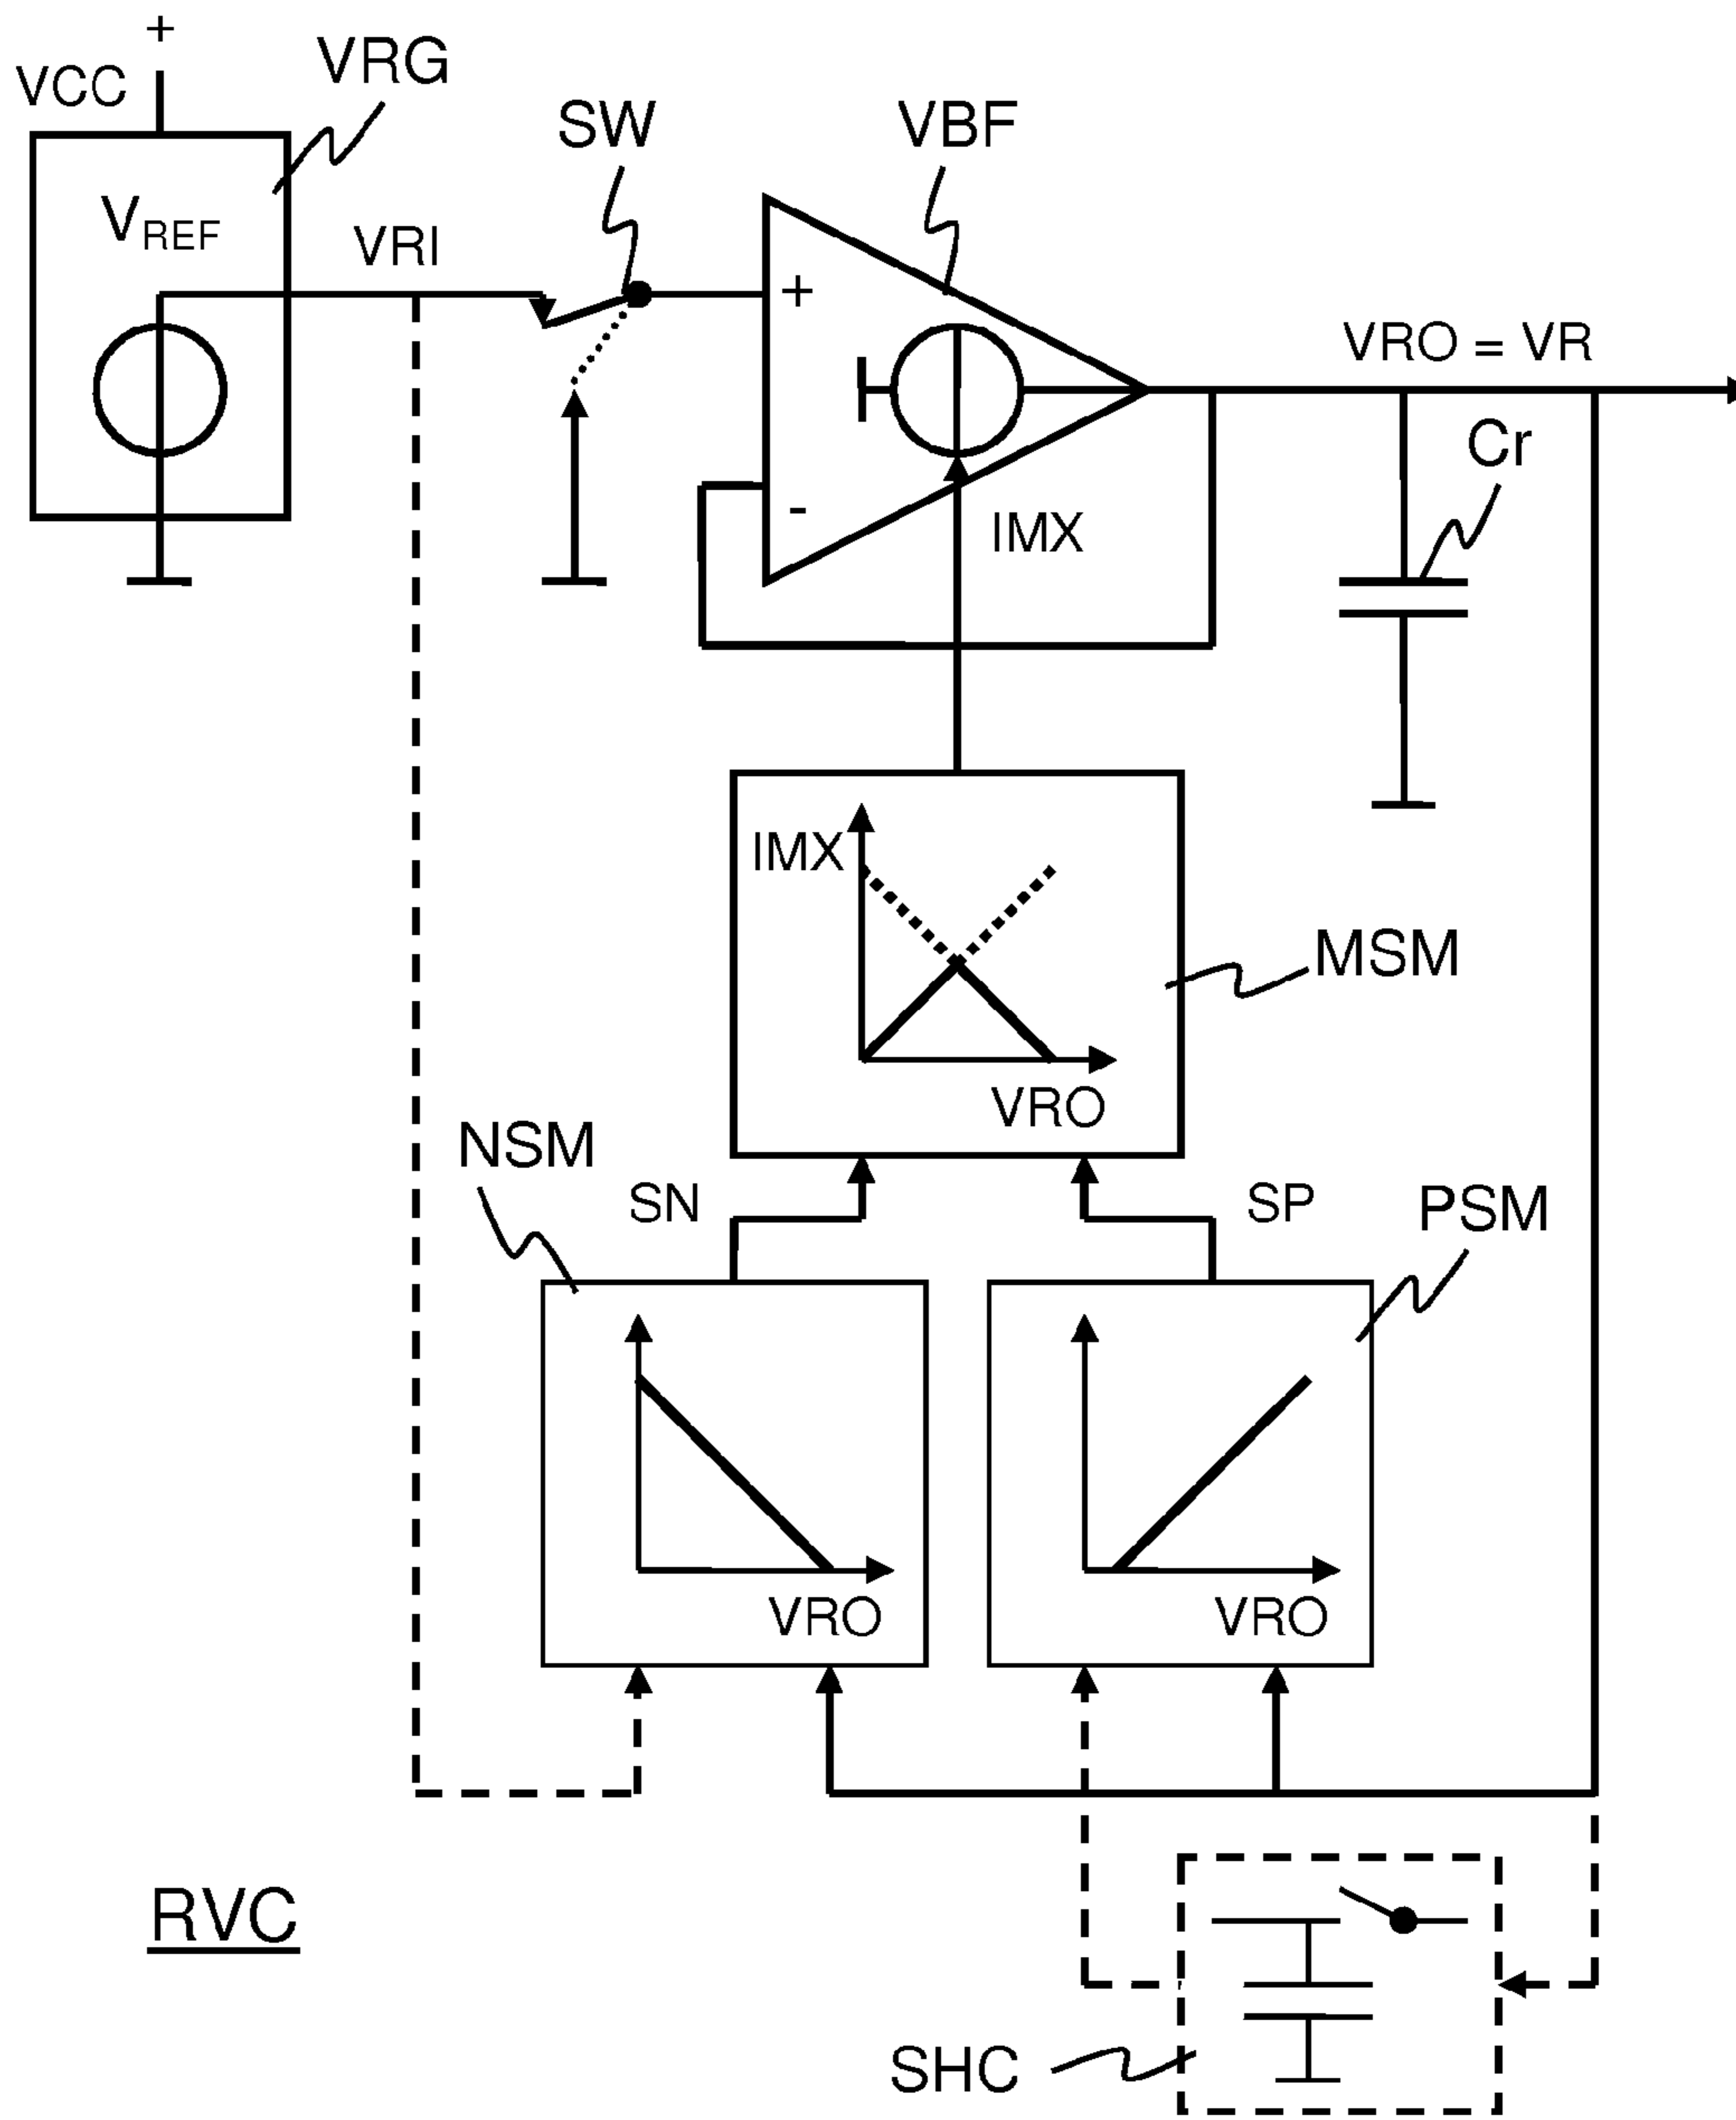 +
VCC
VRG
SW
VBF
VREF
VRI
+
VRO = VR
Cr
-
IMX
IMX
MSM
VRO
NSM
SN
SP
PSM
VRO
VRO
RVC
SHC